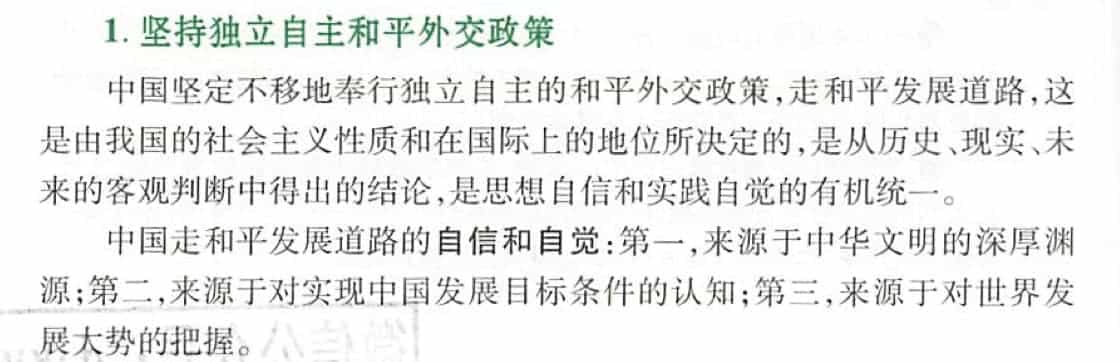 1. 坚持独立自主和平外交政策
中国坚定不移地奉行独立自主的和平外交政策,走和平发展道路,这
是由我国的社会主义性质和在国际上的地位所决定的,是从历史、现实、未
来的客观判断中得出的结论,是思想自信和实践自觉的有机统一。
中国走和平发展道路的自信和自觉:第一,来源于中华文明的深厚渊
源;第二,来源于对实现中国发展目标条件的认知;第三,来源于对世界发
展大势的把握。